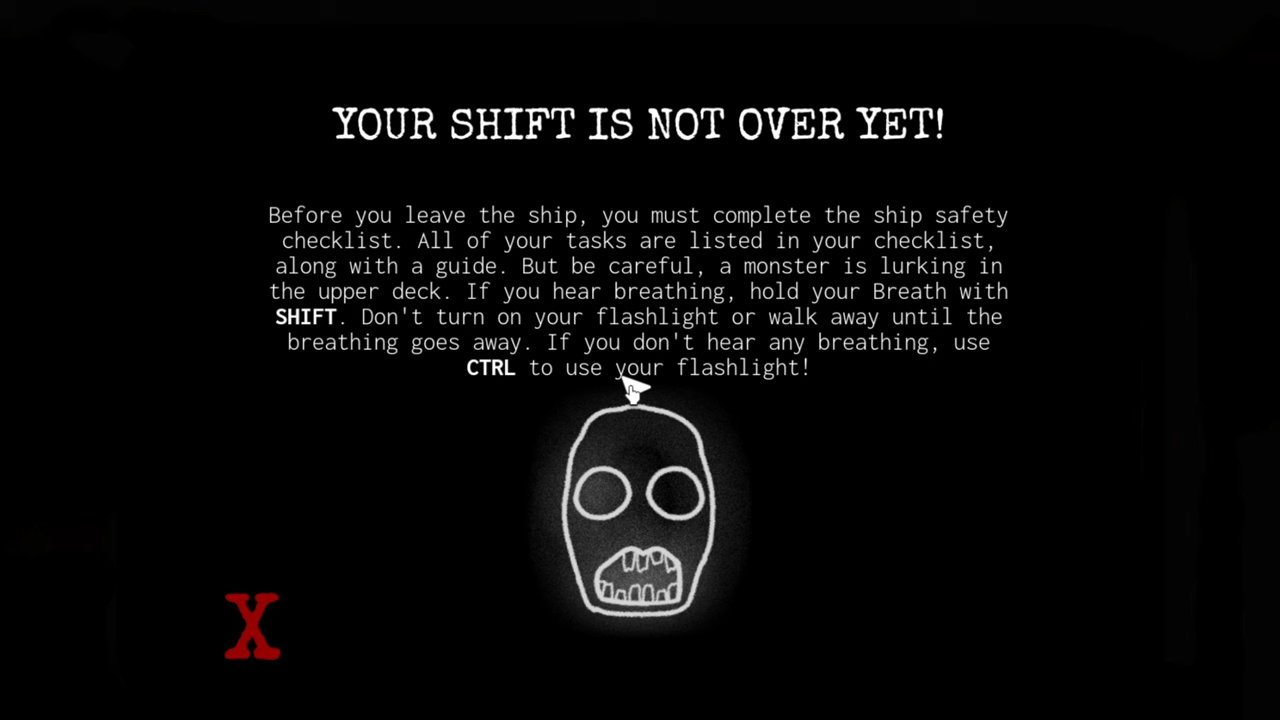 YOUR SHIFT IS NOT OVER YET!
Before you leave the ship, you must complete the ship safety
checklist. All of your tasks are listed in your checklist,
along with a guide. But be careful, a monster is lurking in
the upper deck. If you hear breathing, hold your Breath with
SHIFT. Don't turn on your flashlight or walk away until the
breathing goes away. If you don't hear any breathing, use
CTRL to use your flashlight!
X